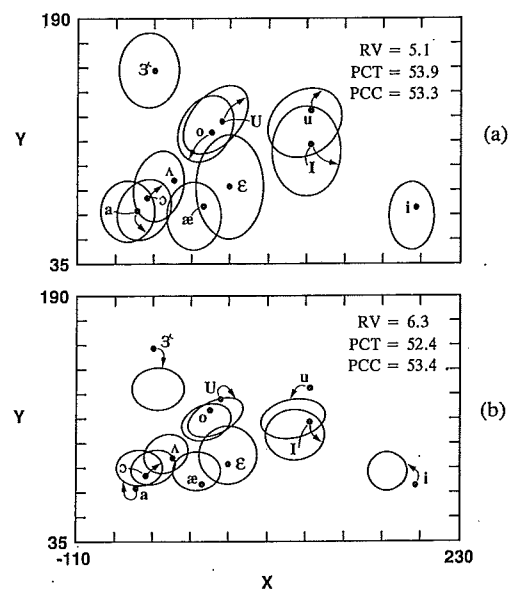 190
RV = 5.1
PCT = 53.9
PCC = 53.3
ɝ
U
o
u
I
Y
(a)
ʌ
ɔ
a
ɛ
æ
i
35
190
RV = 6.3
PCT = 52.4
PCC = 53.4
ɝ
U
o
u
I
Y
(b)
ʌ
ɔ
a
ɛ
æ
i
35
-110
230
X